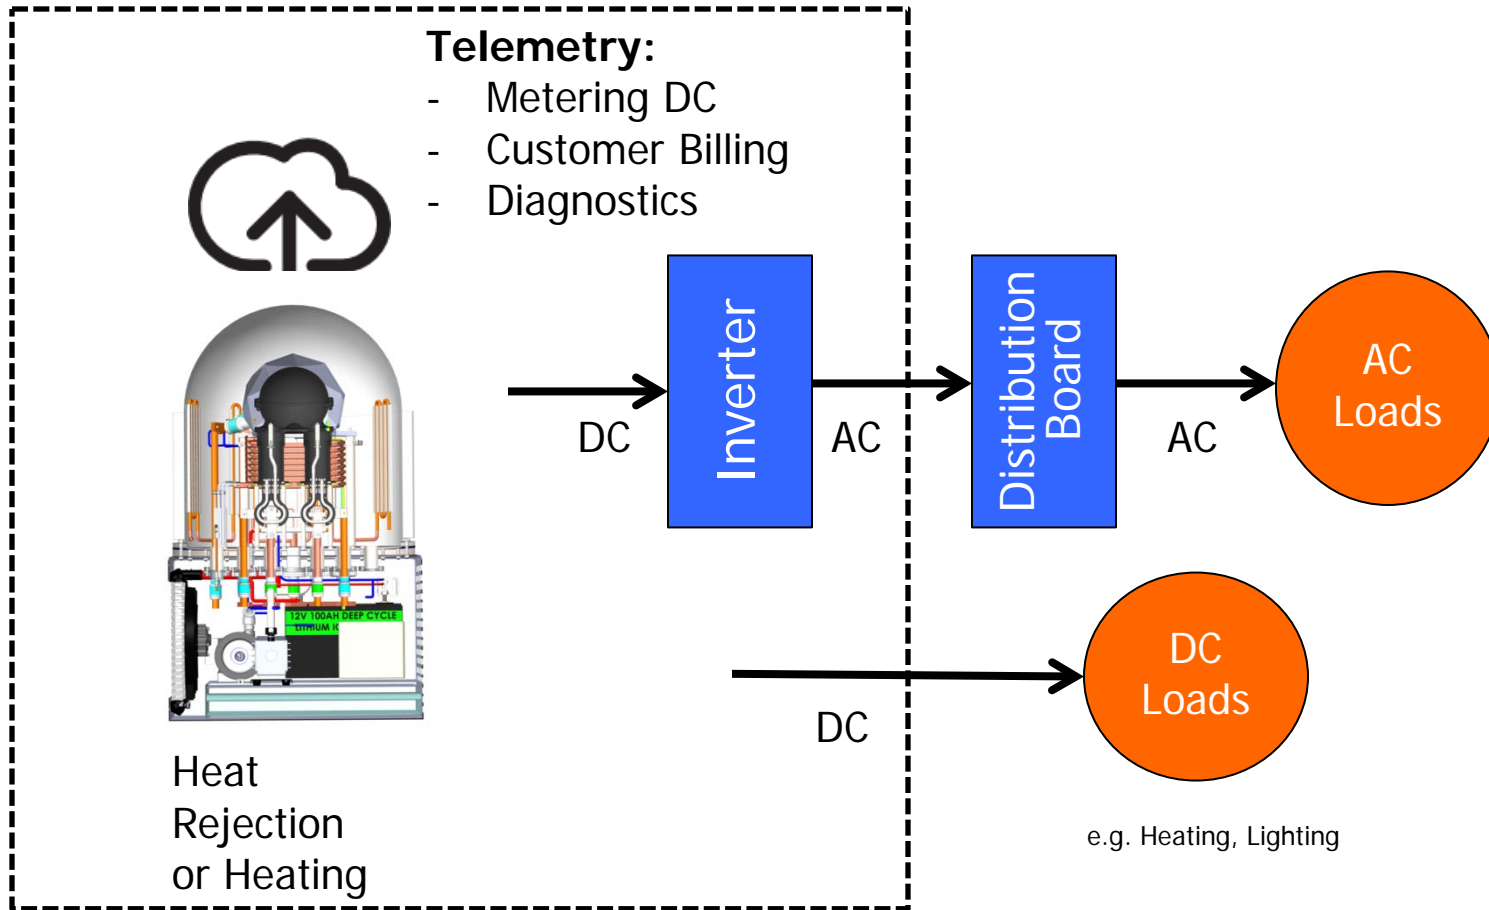 Telemetry:
- Metering DC
- Customer Billing
- Diagnostics
Inverter
Distribution
Board
AC
Loads
DC
AC
AC
12V 100AH DEEP CYCLE
LITHIUM
DC
Loads
DC
Heat
Rejection
or Heating
e.g. Heating, Lighting